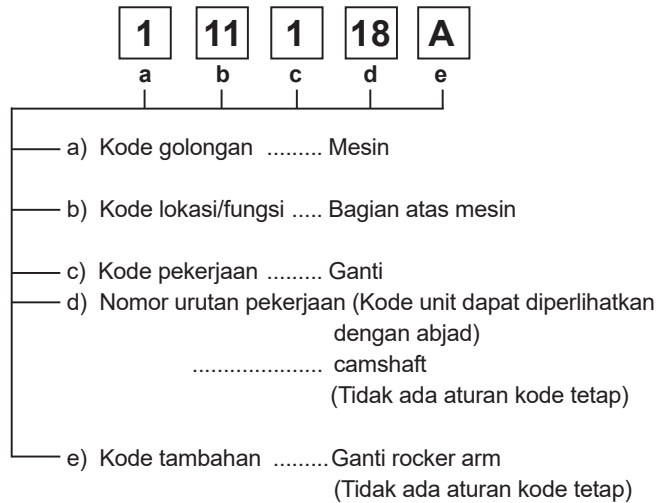 1 11 1 18 A
a b c d e
a) Kode golongan ......... Mesin
b) Kode lokasi/fungsi ..... Bagian atas mesin
c) Kode pekerjaan ......... Ganti
d) Nomor urutan pekerjaan (Kode unit dapat diperlihatkan
dengan abjad)
..................... camshaft
(Tidak ada aturan kode tetap)
e) Kode tambahan .........Ganti rocker arm
(Tidak ada aturan kode tetap)